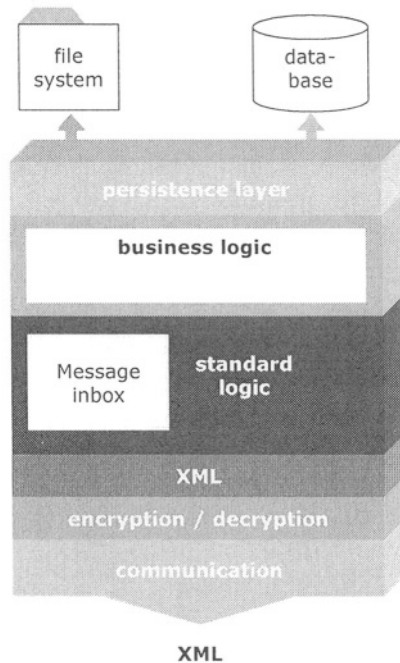 file
system
data-
base
persistence layer
business logic
Message
inbox
standard
logic
XML
encryption / decryption
communication
XML